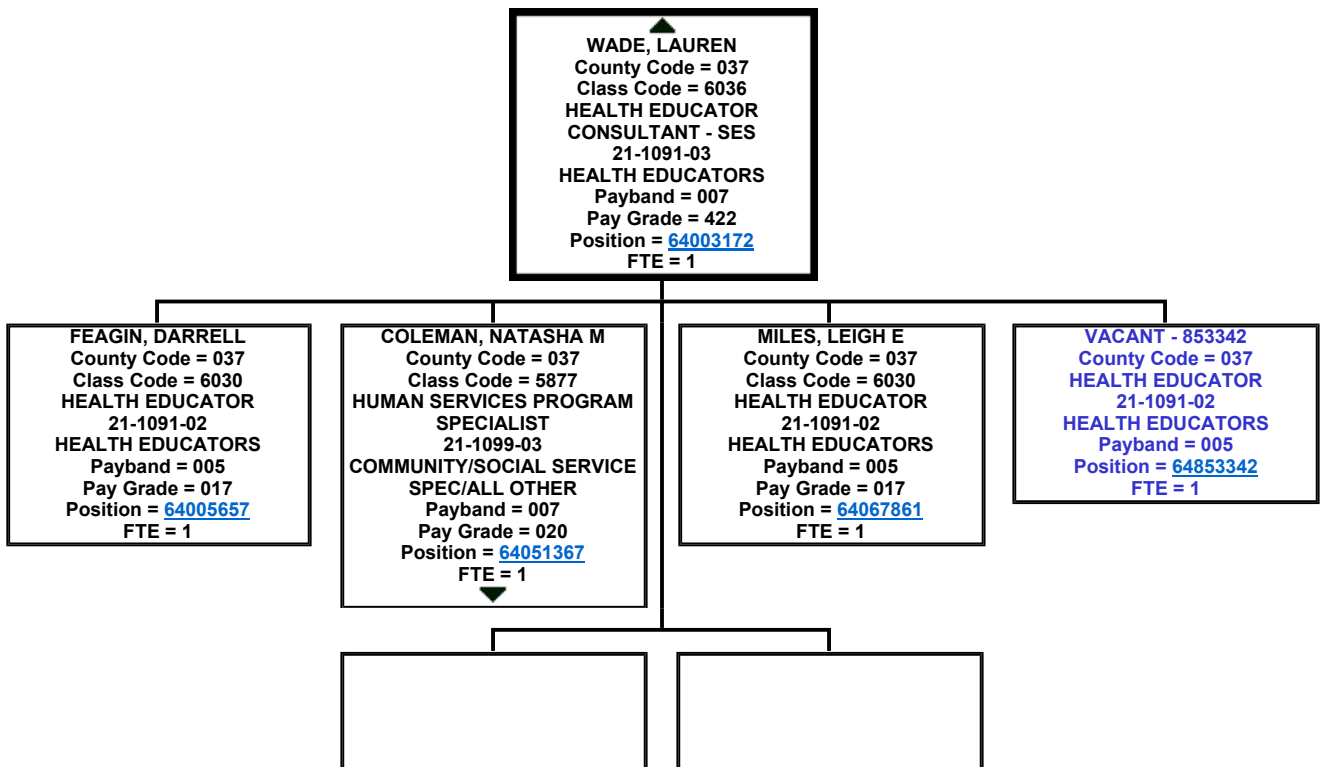 WADE, LAUREN
County Code = 037
Class Code = 6036
HEALTH EDUCATOR
CONSULTANT - SES
21-1091-03
HEALTH EDUCATORS
Payband = 007
Pay Grade = 422
Position = 64003172
FTE = 1
FEAGIN, DARRELL
County Code = 037
Class Code = 6030
HEALTH EDUCATOR
21-1091-02
HEALTH EDUCATORS
Payband = 005
Pay Grade = 017
Position = 64005657
FTE = 1
COLEMAN, NATASHA M
County Code = 037
Class Code = 5877
HUMAN SERVICES PROGRAM
SPECIALIST
21-1099-03
COMMUNITY/SOCIAL SERVICE
SPEC/ALL OTHER
Payband = 007
Pay Grade = 020
Position = 64051367
FTE = 1
MILES, LEIGH E
County Code = 037
Class Code = 6030
HEALTH EDUCATOR
21-1091-02
HEALTH EDUCATORS
Payband = 005
Pay Grade = 017
Position = 64067861
FTE = 1
VACANT - 853342
County Code = 037
HEALTH EDUCATOR
21-1091-02
HEALTH EDUCATORS
Payband = 005
Position = 64853342
FTE = 1